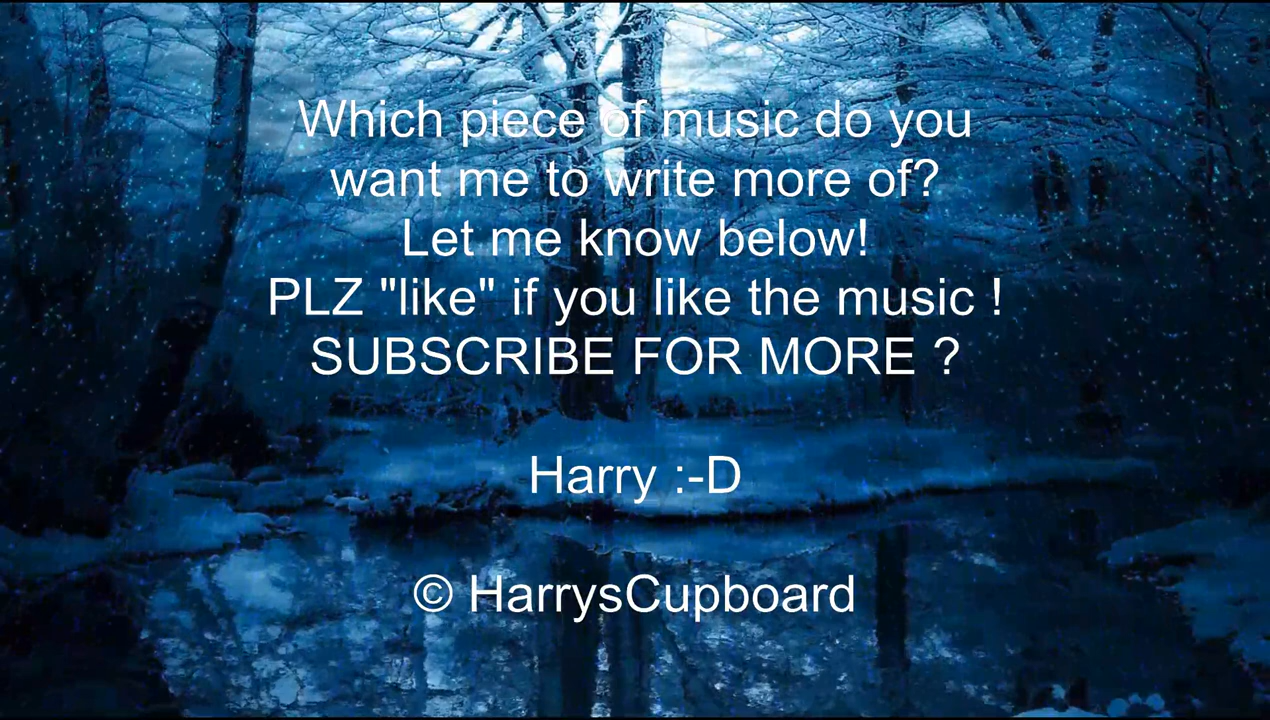 Which piece of music do you
want me to write more of?
Let me know below!
PLZ "like" if you like the music !
SUBSCRIBE FOR MORE ?
Harry :-D
© HarrysCupboard